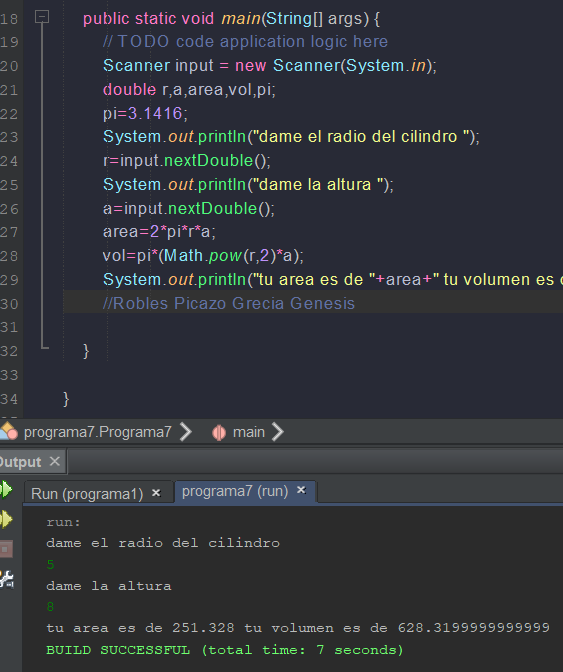 18 public static void main(String[] args) {
19 // TODO code application logic here
20 Scanner input = new Scanner(System.in);
21 double r,a,area,vol,pi;
22 pi=3.1416;
23 System.out.println("dame el radio del cilindro ");
24 r=input.nextDouble();
25 System.out.println("dame la altura ");
26 a=input.nextDouble();
27 area=2*pi*r*a;
28 vol=pi*(Math.pow(r,2)*a);
29 System.out.println("tu area es de "+area+" tu volumen es
30 //Robles Picazo Grecia Genesis
31
32 }
33
34 }
programa7.Programa7 main
Output ×
Run (programa1) × programa7 (run) ×
run:
dame el radio del cilindro
5
dame la altura
8
tu area es de 251.328 tu volumen es de 628.3199999999999
BUILD SUCCESSFUL (total time: 7 seconds)